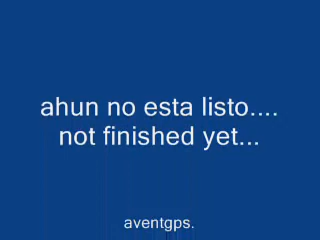 ahun no esta listo....
not finished yet...
aventgps.